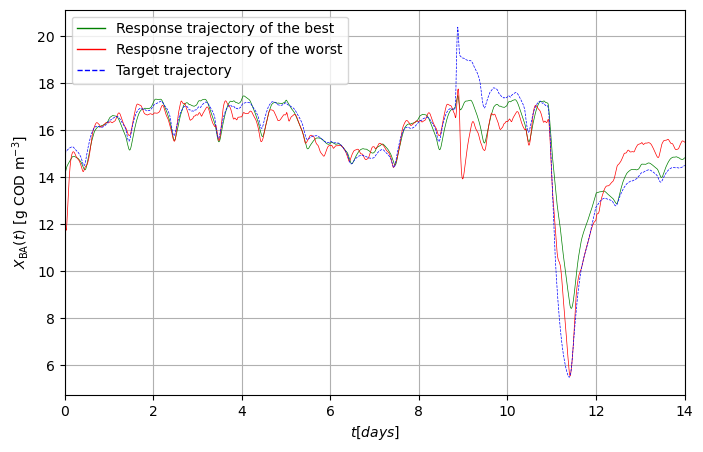 Response trajectory of the best
Resposne trajectory of the worst
Target trajectory
20
18
16
14
12
10
8
6
X_BA(t) [g COD m⁻³]
0 2 4 6 8 10 12 14
t[days]